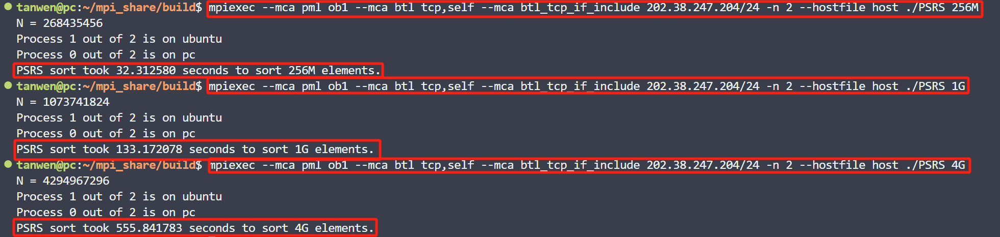 tanwen@pc:~/mpi_share/build$ mpiexec --mca pml ob1 --mca btl tcp,self --mca btl_tcp_if_include 202.38.247.204/24 -n 2 --hostfile host ./PSRS 256M
N = 268435456
Process 1 out of 2 is on ubuntu
Process 0 out of 2 is on pc
PSRS sort took 32.312580 seconds to sort 256M elements.
tanwen@pc:~/mpi_share/build$ mpiexec --mca pml ob1 --mca btl tcp,self --mca btl_tcp_if_include 202.38.247.204/24 -n 2 --hostfile host ./PSRS 1G
N = 1073741824
Process 1 out of 2 is on ubuntu
Process 0 out of 2 is on pc
PSRS sort took 133.172078 seconds to sort 1G elements.
tanwen@pc:~/mpi_share/build$ mpiexec --mca pml ob1 --mca btl tcp,self --mca btl_tcp_if_include 202.38.247.204/24 -n 2 --hostfile host ./PSRS 4G
N = 4294967296
Process 1 out of 2 is on ubuntu
Process 0 out of 2 is on pc
PSRS sort took 555.841783 seconds to sort 4G elements.